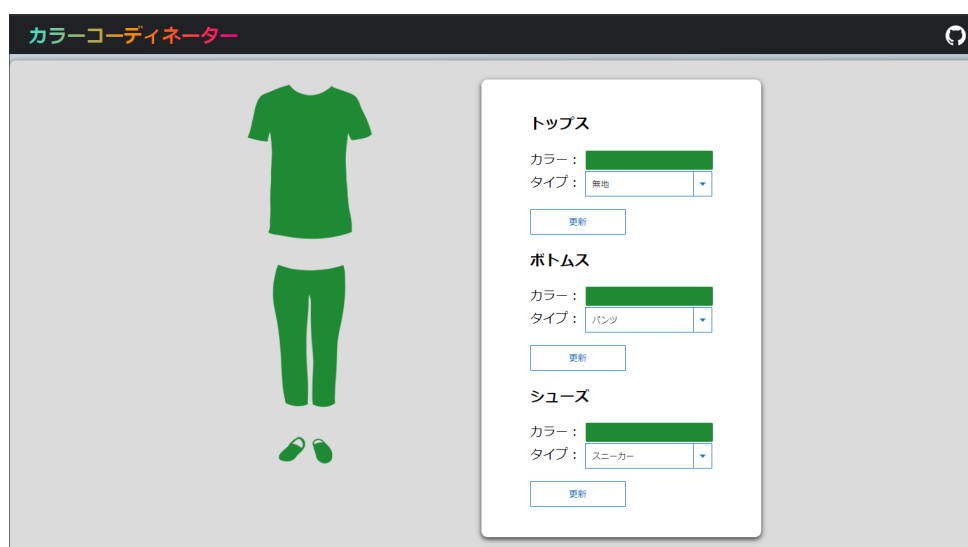 カラーコーディネーター
トップス
カラー：
タイプ： 無地
更新
ボトムス
カラー：
タイプ： パンツ
更新
シューズ
カラー：
タイプ： スニーカー
更新